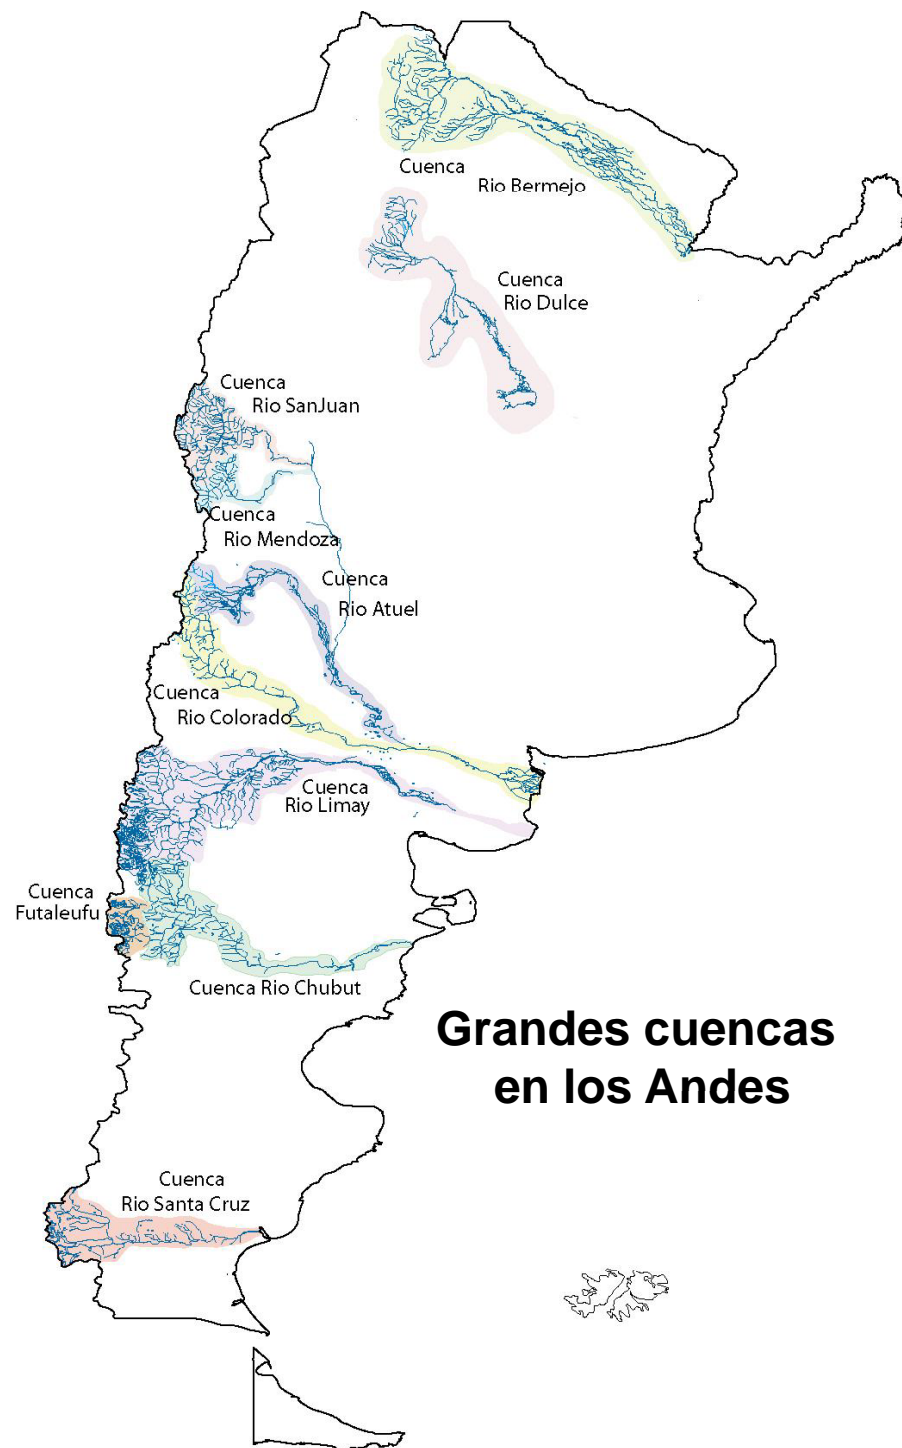 Cuenca
Rio Bermejo
Cuenca
Rio Dulce
Cuenca
Rio SanJuan
Cuenca
Rio Mendoza
Cuenca
Rio Atuel
Cuenca
Rio Colorado
Cuenca
Rio Limay
Cuenca
Futaleufu
Cuenca Rio Chubut
Grandes cuencas
en los Andes
Cuenca
Rio Santa Cruz